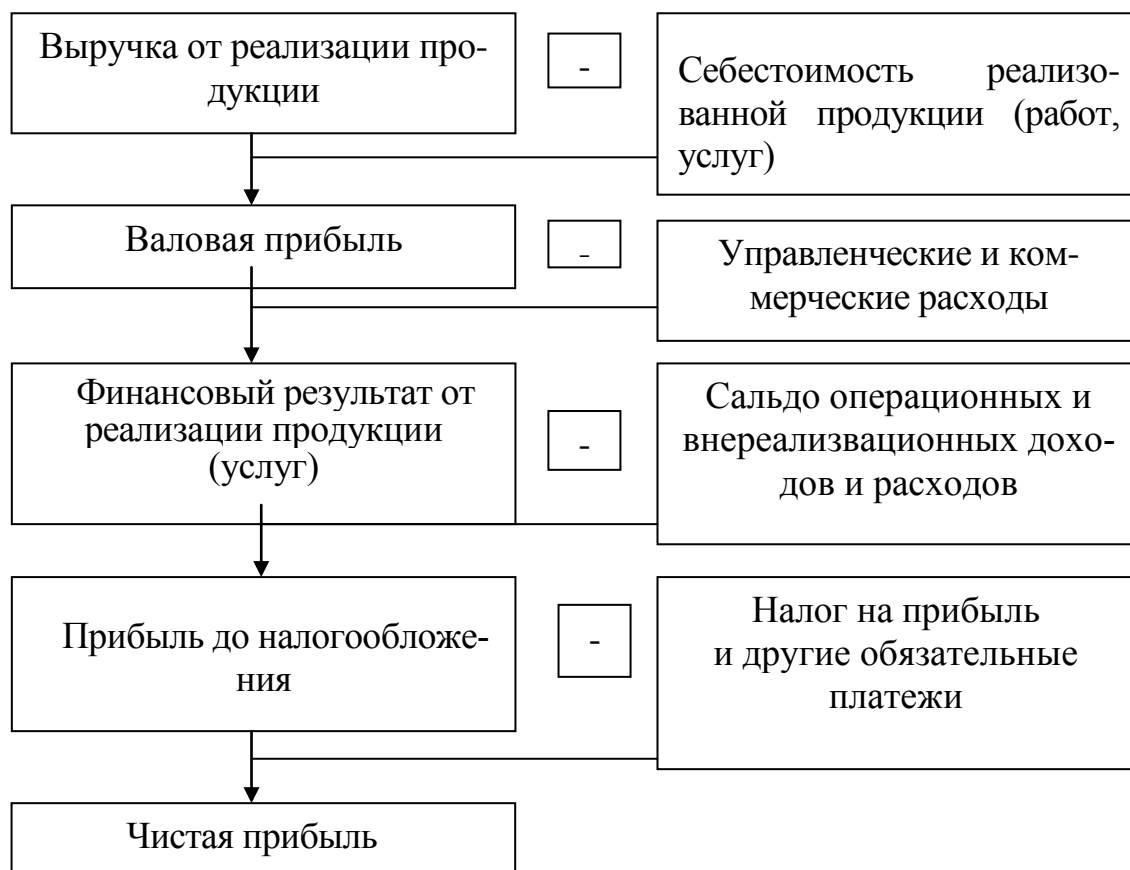 Выручка от реализации про-
дукции
-
Себестоимость реализо-
ванной продукции (работ,
услуг)
Валовая прибыль
-
Управленческие и ком-
мерческие расходы
Финансовый результат от
реализации продукции
(услуг)
-
Сальдо операционных и
внереализвационных дохо-
дов и расходов
Прибыль до налогообложе-
ния
-
Налог на прибыль
и другие обязательные
платежи
Чистая прибыль